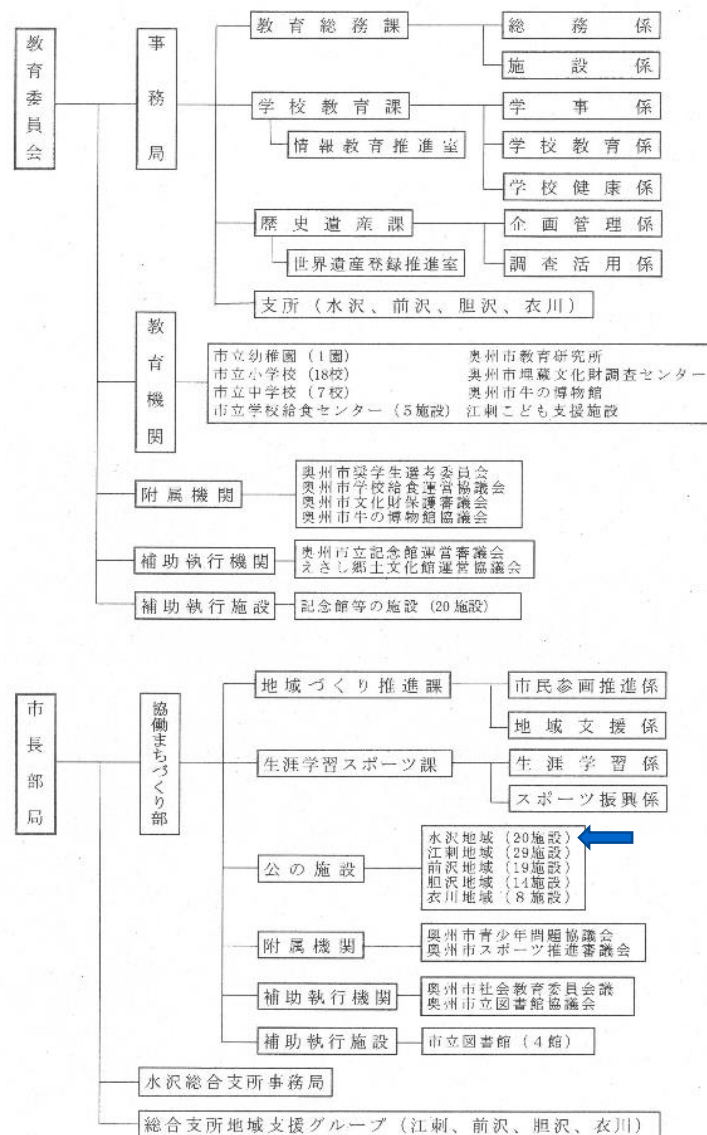 教育委員会
事務局
教育総務課
総務係
施設係
学校教育課
学事係
情報教育推進室
学校教育係
学校健康係
歴史遺産課
企画管理係
世界遺産登録推進室
調査活用係
支所(水沢、前沢、胆沢、衣川)
教育機関
市立幼稚園(1園) 奥州市教育研究所
市立小学校(18校) 奥州市埋蔵文化財調査センター
市立中学校(7校) 奥州市牛の博物館
市立学校給食センター(5施設) 江刺こども支援施設
附属機関
奥州市奨学生選考委員会
奥州市学校給食運営協議会
奥州市文化財保護審議会
奥州市牛の博物館協議会
補助執行機関
奥州市立記念館運営審議会
えさし郷土文化館運営協議会
補助執行施設
記念館等の施設(20施設)
市長部局
協働まちづくり部
地域づくり推進課
市民参画推進係
地域支援係
生涯学習スポーツ課
生涯学習係
スポーツ振興係
公の施設
水沢地域(20施設)
江刺地域(29施設)
前沢地域(19施設)
胆沢地域(14施設)
衣川地域(8施設)
附属機関
奥州市青少年問題協議会
奥州市スポーツ推進審議会
補助執行機関
奥州市社会教育委員会議
奥州市立図書館協議会
補助執行施設
市立図書館(4館)
水沢総合支所事務局
総合支所地域支援グループ(江刺、前沢、胆沢、衣川)